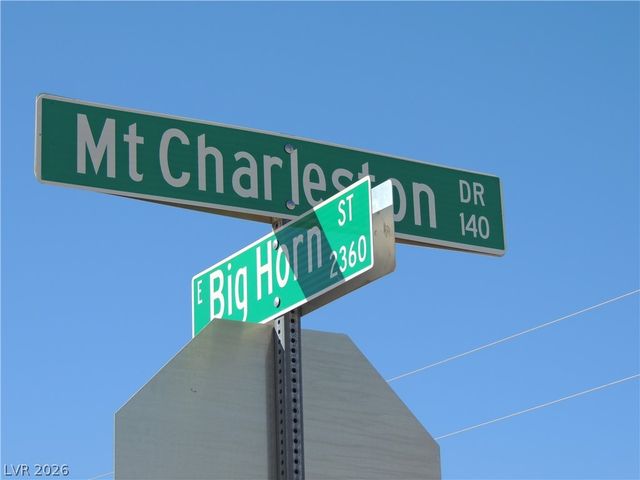 Mt Charleston DR
140
E Big Horn ST
2360
LVR 2026